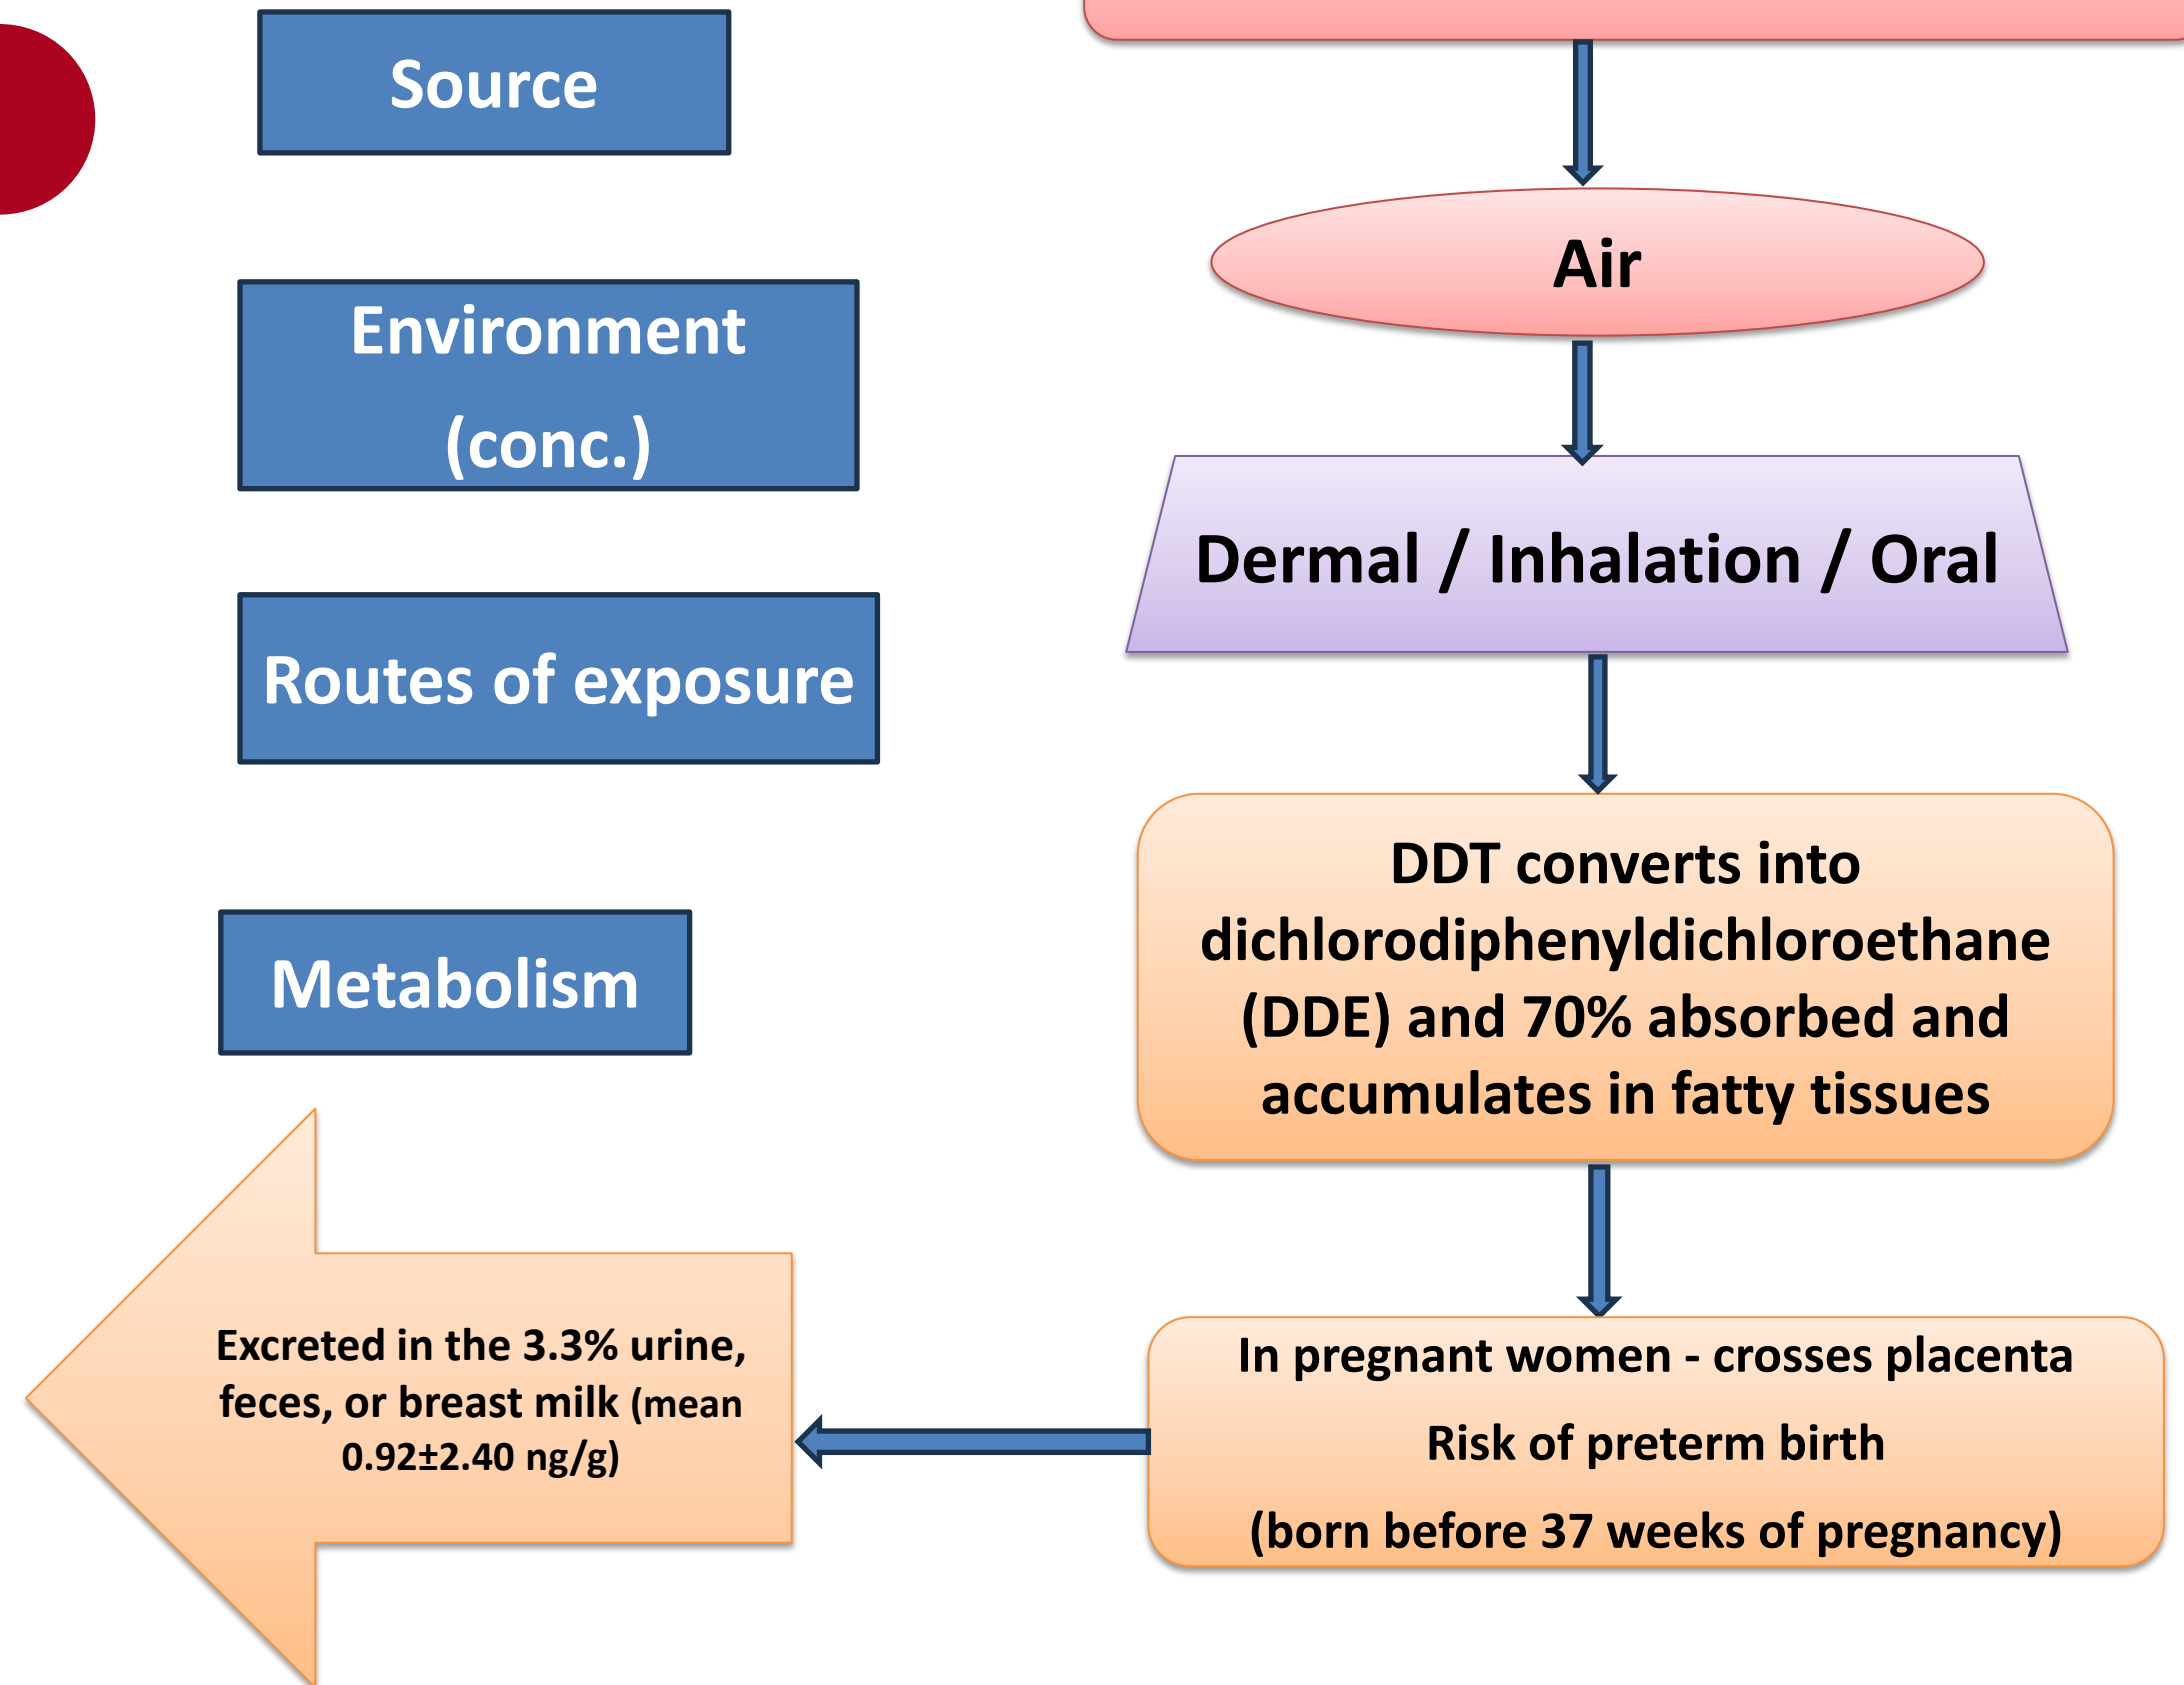 Source
Environment
(conc.)
Routes of exposure
Metabolism
Air
Dermal / Inhalation / Oral
DDT converts into
dichlorodiphenyldichloroethane
(DDE) and 70% absorbed and
accumulates in fatty tissues
In pregnant women - crosses placenta
Risk of preterm birth
(born before 37 weeks of pregnancy)
Excreted in the 3.3% urine,
feces, or breast milk (mean
0.92±2.40 ng/g)